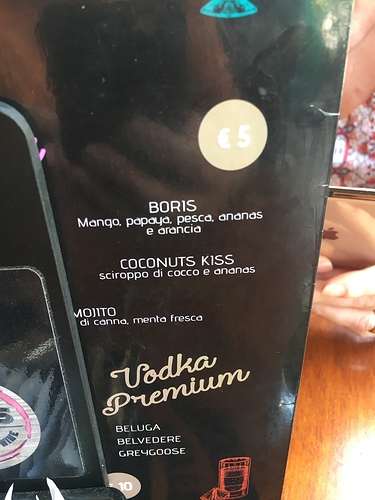 € 5
BORIS
Mango, papaya, pesca, ananas
e arancia
COCONUTS KISS
sciroppo di cocco e ananas
MOJITO
di canna, menta fresca
Vodka
Premium
BELUGA
BELVEDERE
GREYGOOSE
10